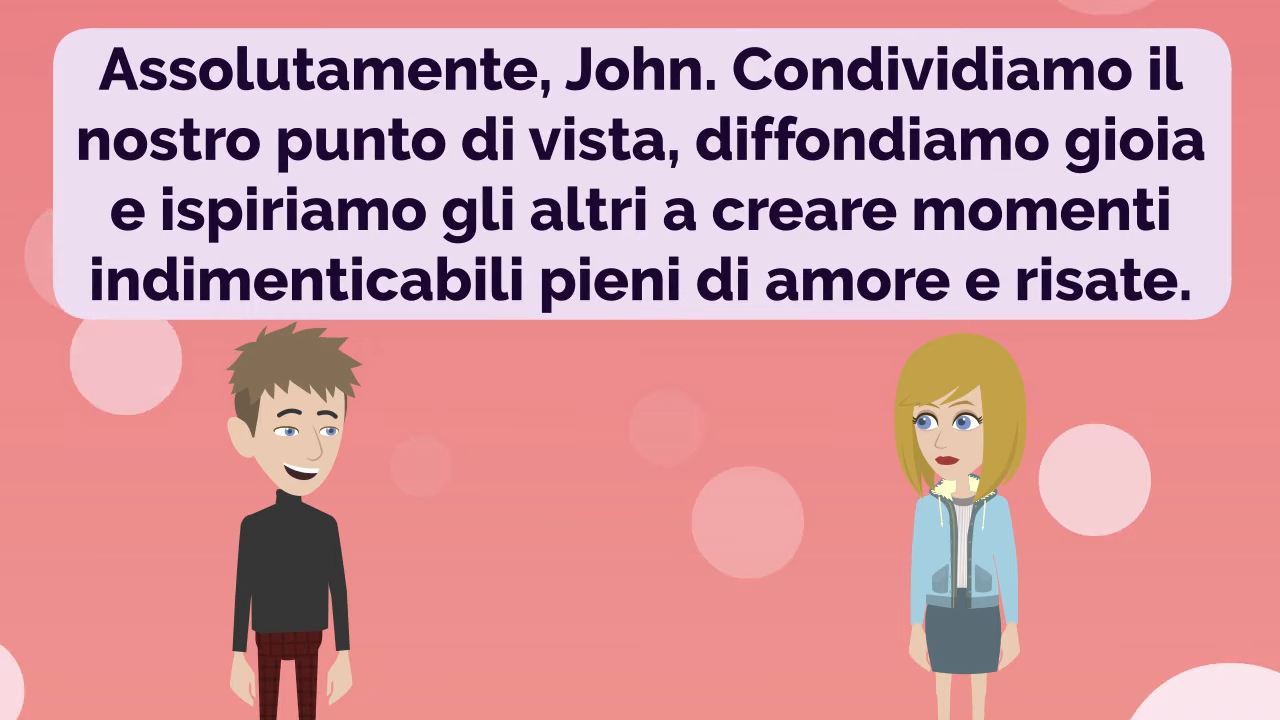 Assolutamente, John. Condividiamo il
nostro punto di vista, diffondiamo gioia
e ispiriamo gli altri a creare momenti
indimenticabili pieni di amore e risate.